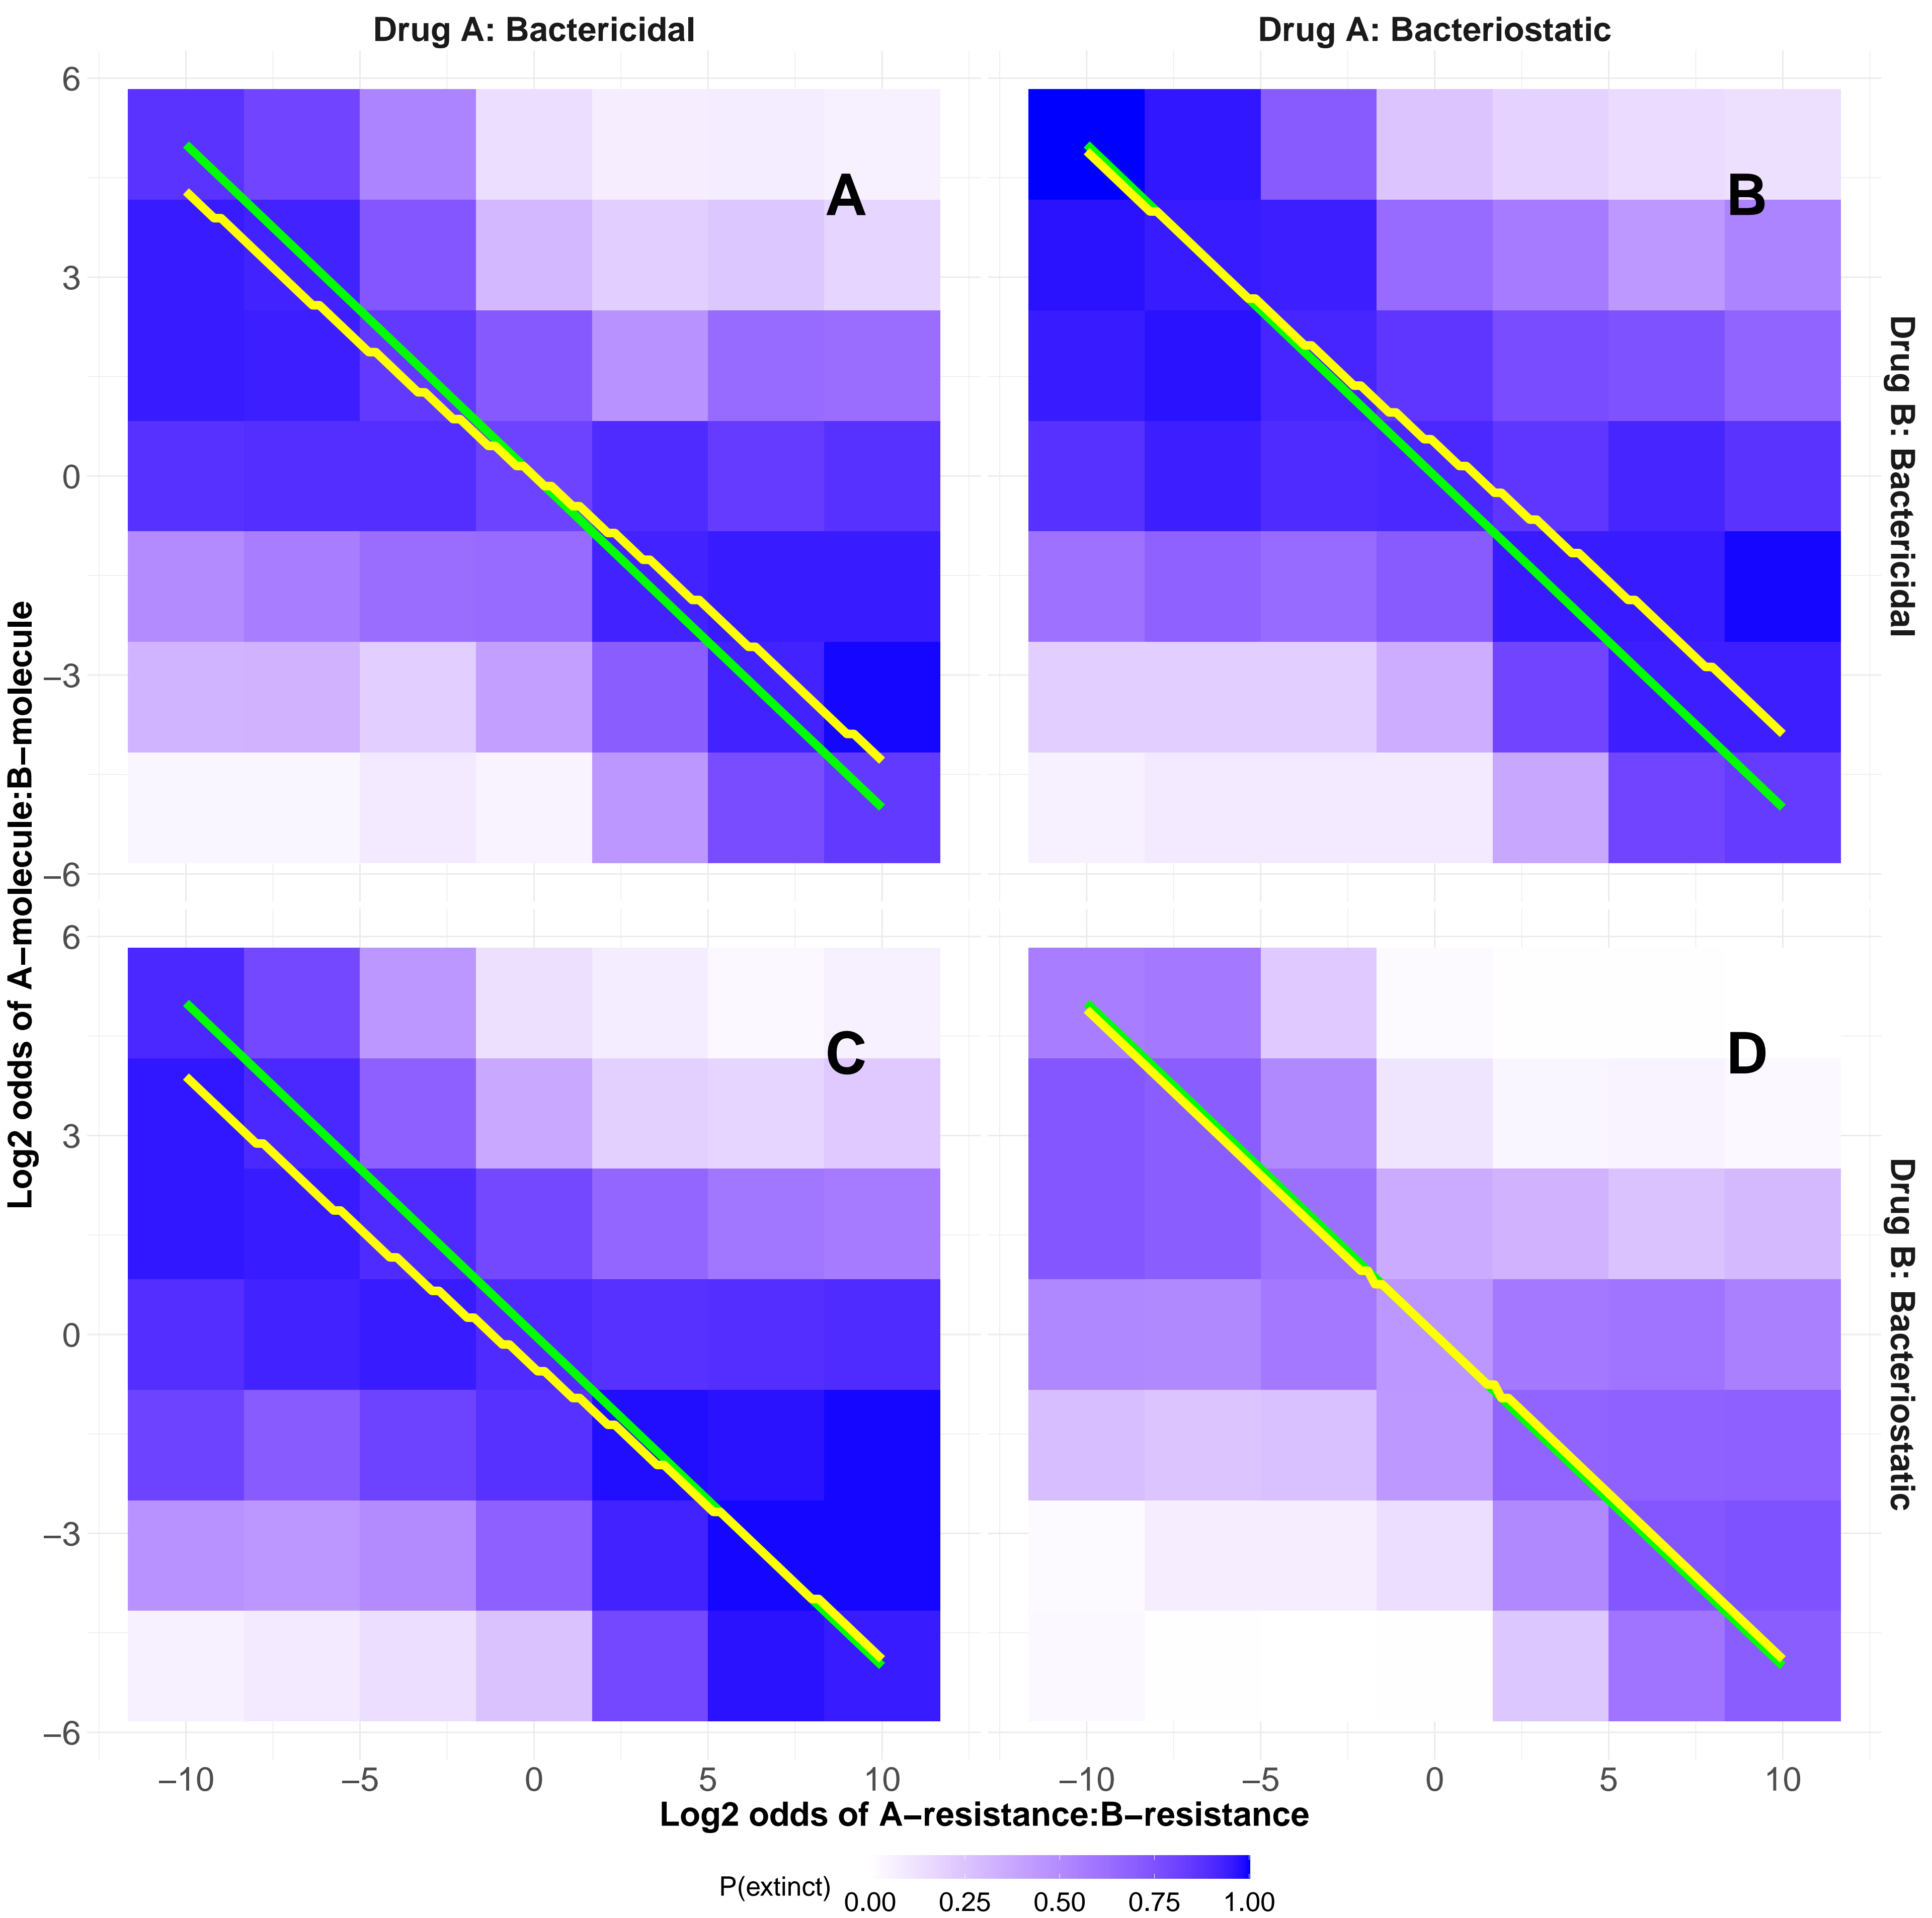 Drug A: Bactericidal
Drug A: Bacteriostatic
6
3
0
−3
−6
A
B
Drug B: Bactericidal
Log2 odds of A−molecule:B−molecule
6
3
0
−3
−6
C
D
Drug B: Bacteriostatic
−10
−5
0
5
10
−10
−5
0
5
10
Log2 odds of A−resistance:B−resistance
P(extinct)
0.00
0.25
0.50
0.75
1.00